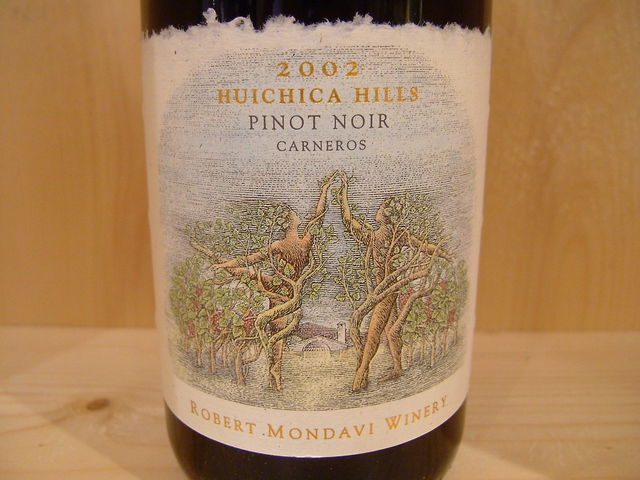 2002
HUICHICA HILLS
PINOT NOIR
CARNEROS
ROBERT MONDAVI WINERY